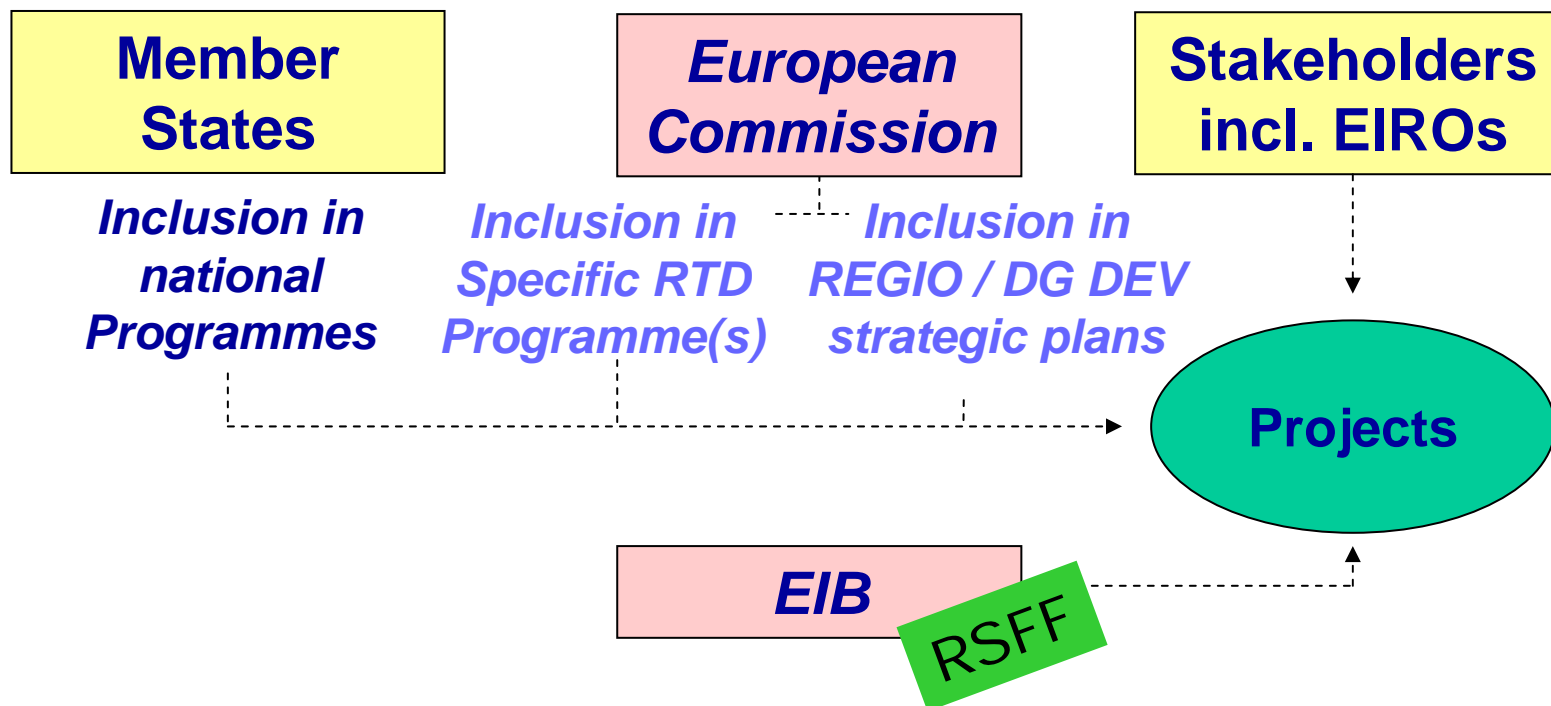 Member
States
European
Commission
Stakeholders
incl. EIROs
Inclusion in
national
Programmes
Inclusion in
Specific RTD
Programme(s)
Inclusion in
REGIO / DG DEV
strategic plans
Projects
EIB
RSFF